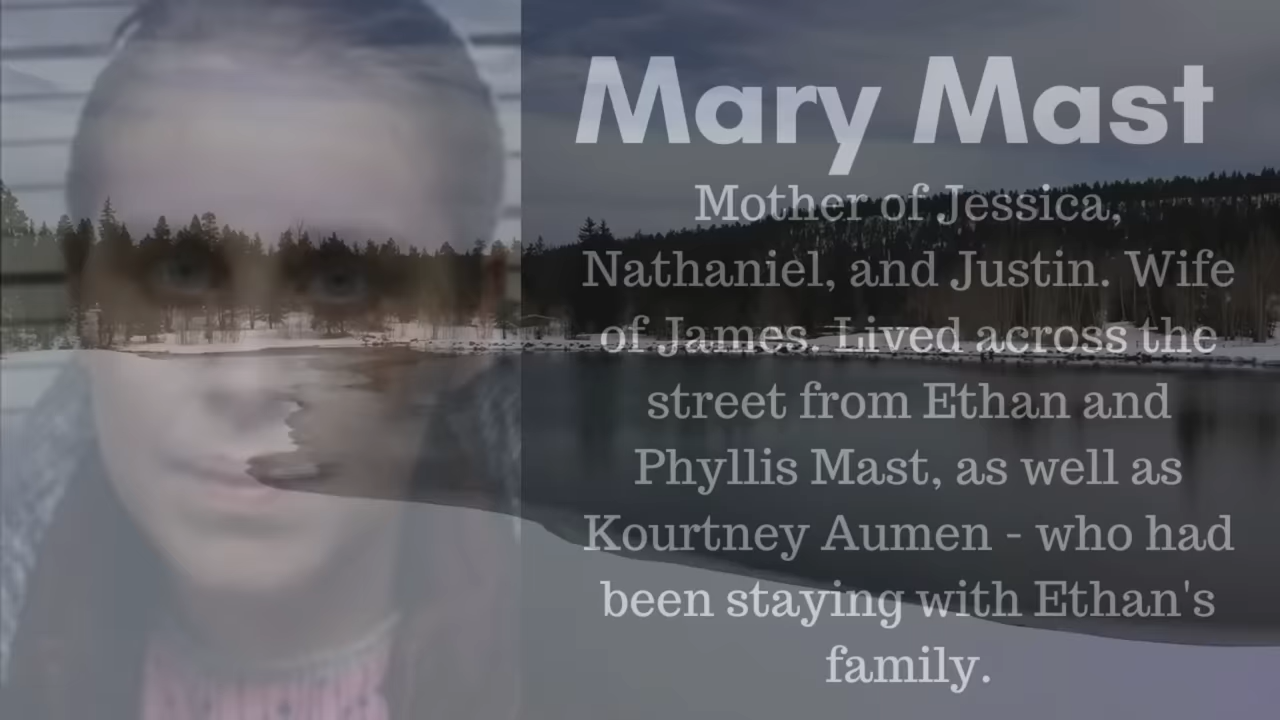 Mary Mast
Mother of Jessica,
Nathaniel, and Justin. Wife
of James. Lived across the
street from Ethan and
Phyllis Mast, as well as
Kourtney Aumen - who had
been staying with Ethan's
family.